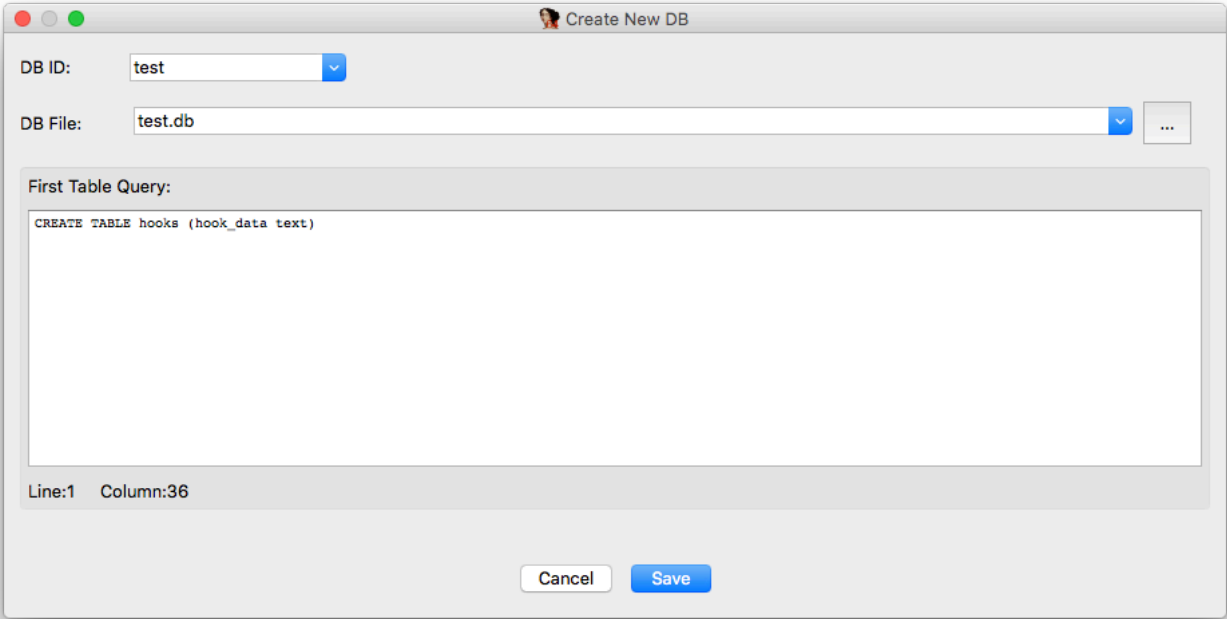 Create New DB
DB ID: test
DB File: test.db ...
First Table Query:
CREATE TABLE hooks (hook_data text)
Line:1 Column:36
Cancel Save